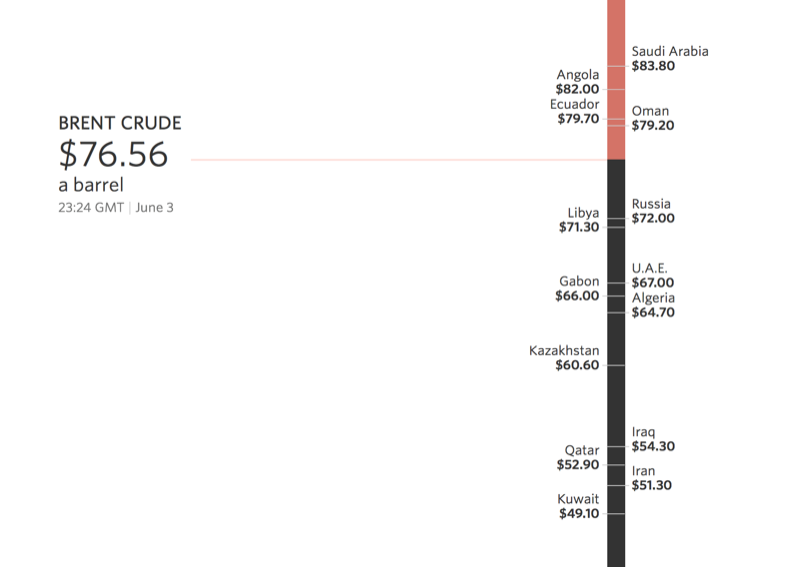 Saudi Arabia
$83.80
Angola
$82.00
Ecuador
$79.70
Oman
$79.20
BRENT CRUDE
$76.56
a barrel
23:24 GMT | June 3
Russia
$72.00
Libya
$71.30
U.A.E.
$67.00
Gabon
$66.00
Algeria
$64.70
Kazakhstan
$60.60
Iraq
$54.30
Qatar
$52.90
Iran
$51.30
Kuwait
$49.10